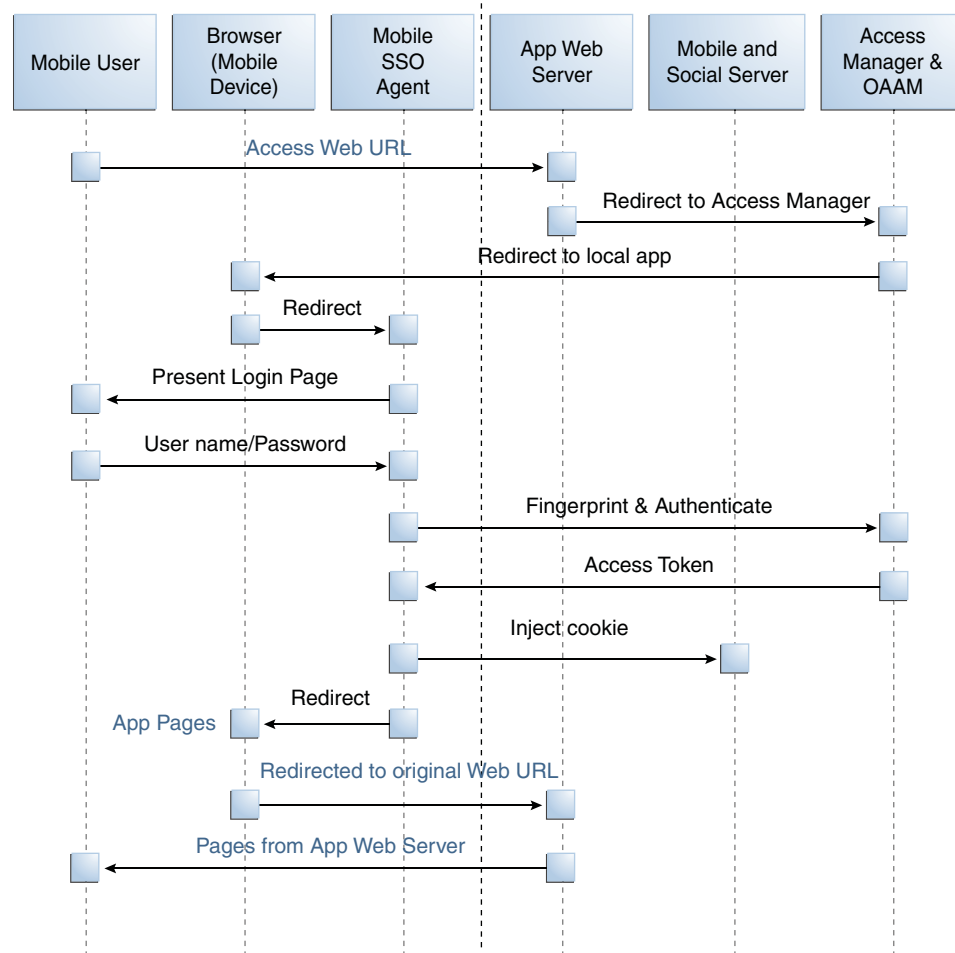 Mobile User
Browser
(Mobile
Device)
Mobile
SSO
Agent
App Web
Server
Mobile and
Social Server
Access
Manager &
OAAM
Access Web URL
Redirect to Access Manager
Redirect to local app
Redirect
Present Login Page
User name/Password
Fingerprint & Authenticate
Access Token
Inject cookie
Redirect
App Pages
Redirected to original Web URL
Pages from App Web Server